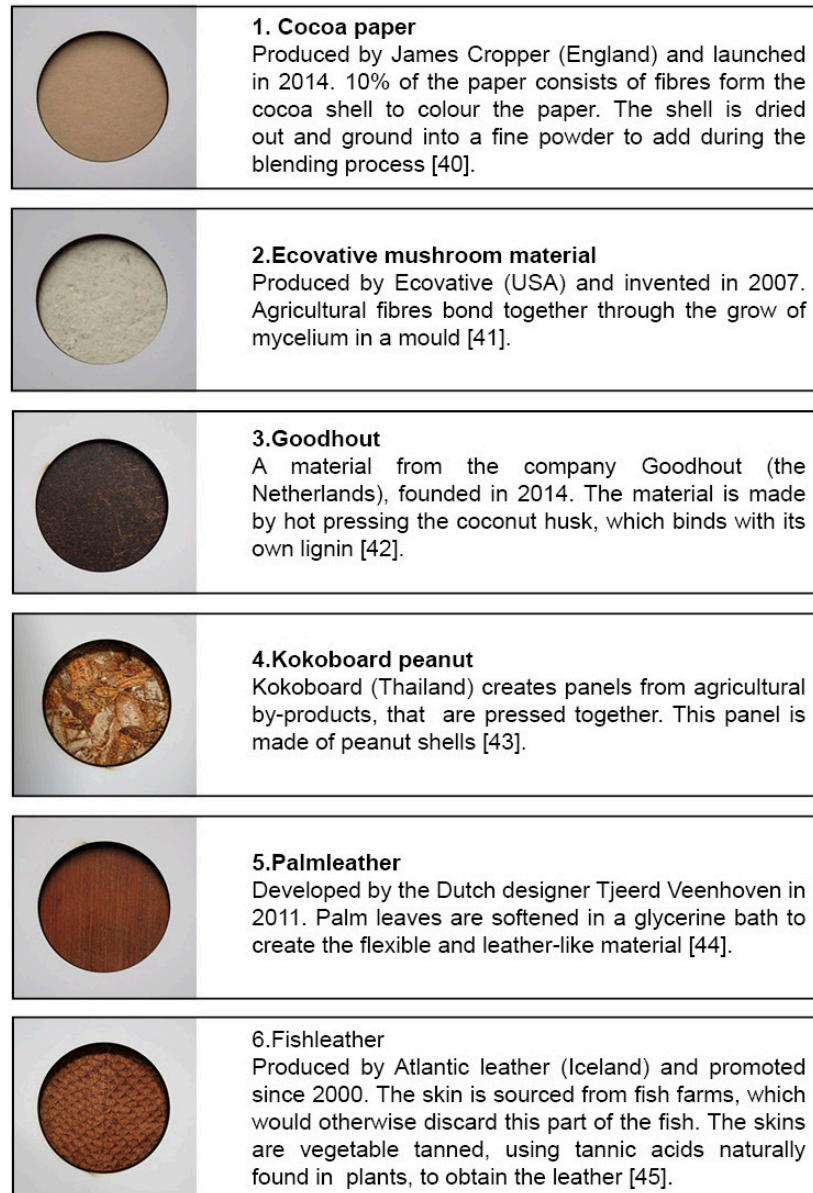 1. Cocoa paper
Produced by James Cropper (England) and launched
in 2014. 10% of the paper consists of fibres form the
cocoa shell to colour the paper. The shell is dried
out and ground into a fine powder to add during the
blending process [40].
2.Ecovative mushroom material
Produced by Ecovative (USA) and invented in 2007.
Agricultural fibres bond together through the grow of
mycelium in a mould [41].
3.Goodhout
A material from the company Goodhout (the
Netherlands), founded in 2014. The material is made
by hot pressing the coconut husk, which binds with its
own lignin [42].
4.Kokoboard peanut
Kokoboard (Thailand) creates panels from agricultural
by-products, that are pressed together. This panel is
made of peanut shells [43].
5.Palmleather
Developed by the Dutch designer Tjeerd Veenhoven in
2011. Palm leaves are softened in a glycerine bath to
create the flexible and leather-like material [44].
6.Fishleather
Produced by Atlantic leather (Iceland) and promoted
since 2000. The skin is sourced from fish farms, which
would otherwise discard this part of the fish. The skins
are vegetable tanned, using tannic acids naturally
found in plants, to obtain the leather [45].